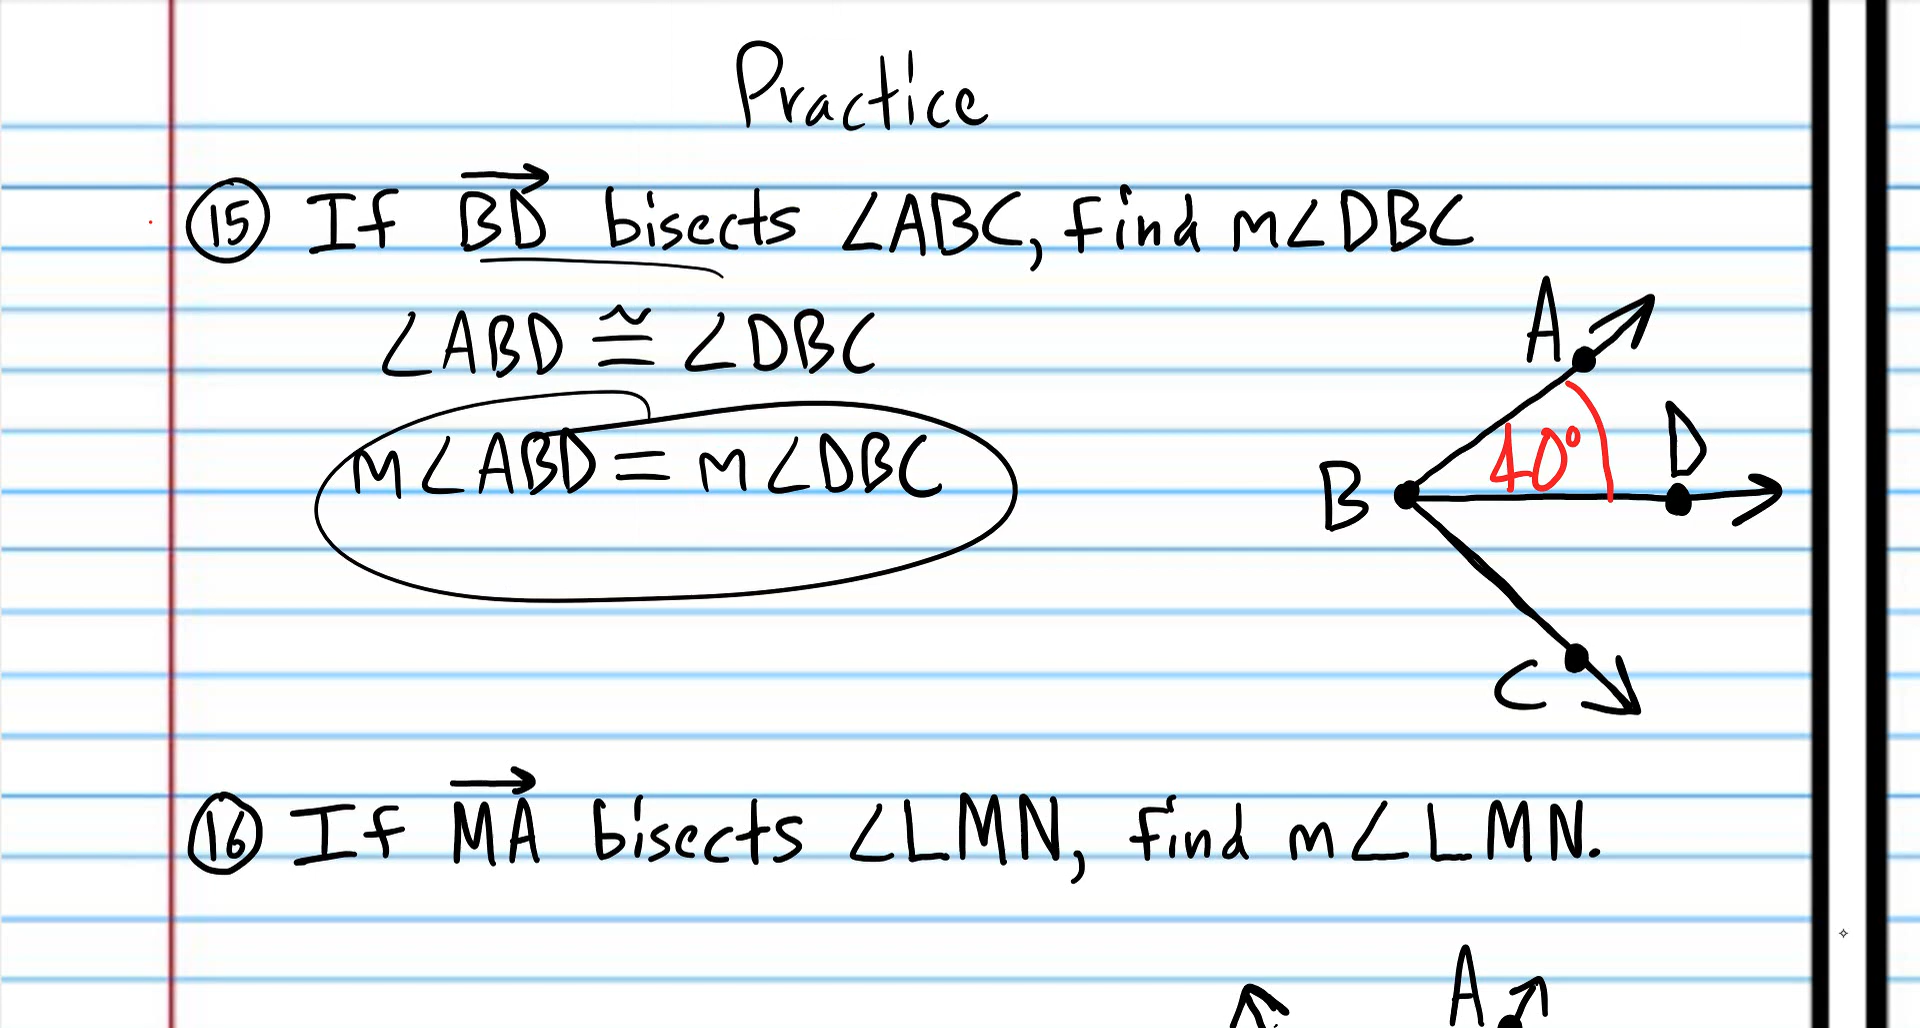 Practice
15 If BD bisects ∠ABC, find m∠DBC
∠ABD ≅ ∠DBC
m∠ABD = m∠DBC
A
D
40°
B
C
16 If MA bisects ∠LMN, find m∠LMN.
A